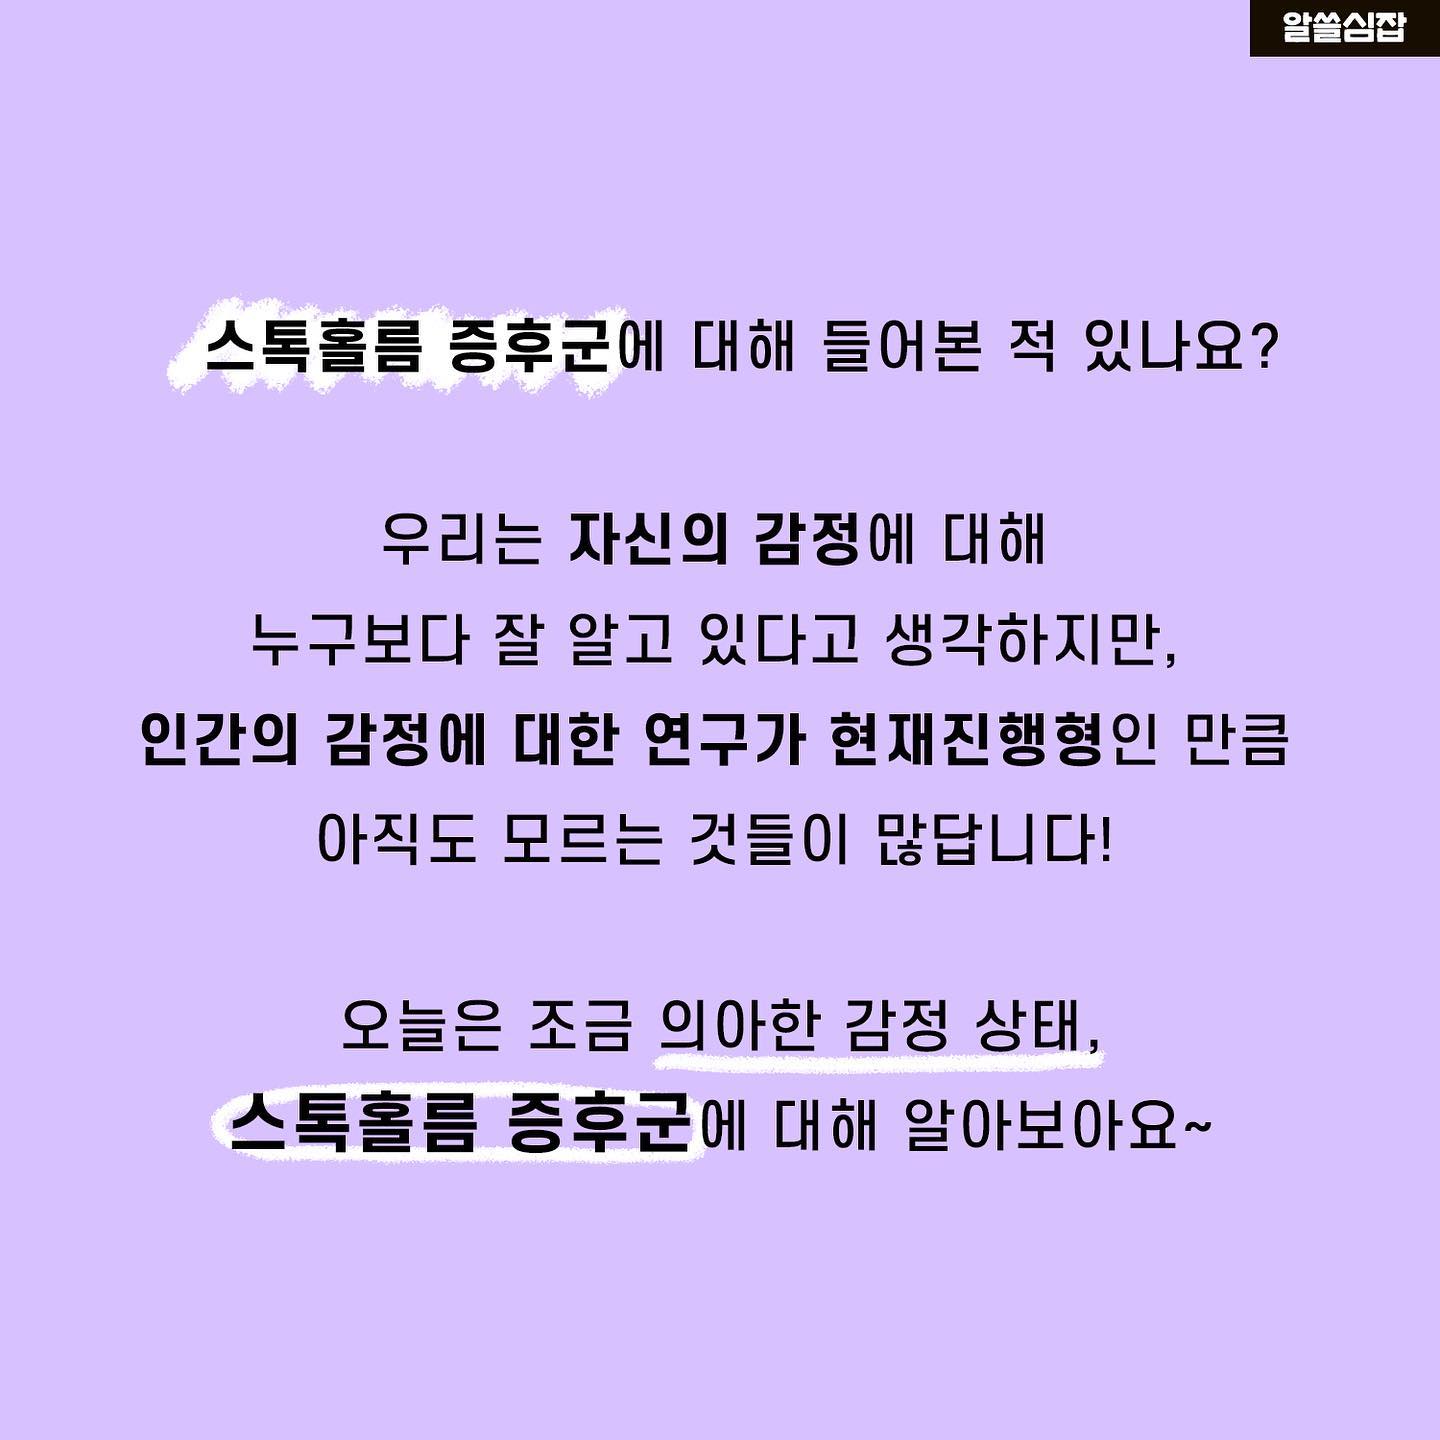 알쓸심잡
스톡홀름 증후군에 대해 들어본 적 있나요?
우리는 자신의 감정에 대해
누구보다 잘 알고 있다고 생각하지만,
인간의 감정에 대한 연구가 현재진행형인 만큼
아직도 모르는 것들이 많답니다!
오늘은 조금 의아한 감정 상태,
스톡홀름 증후군에 대해 알아보아요~